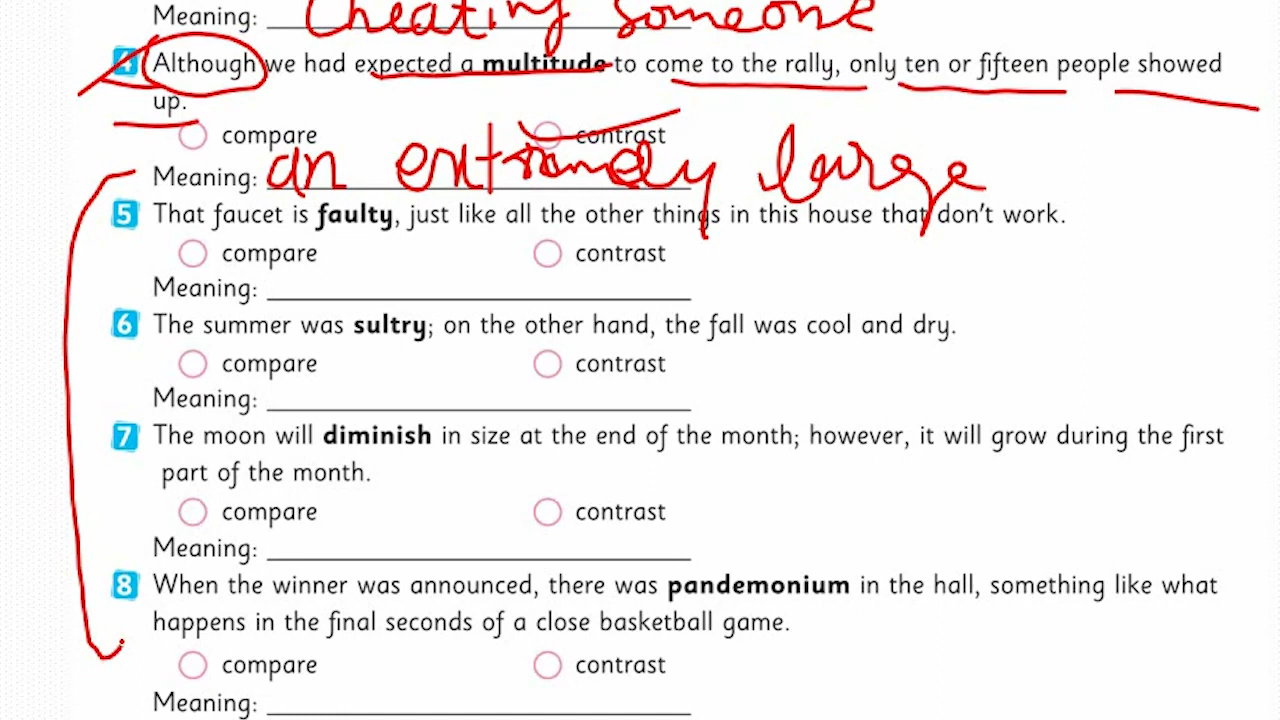 Meaning: cheating someone
4 Although we had expected a multitude to come to the rally, only ten or fifteen people showed
up.
compare contrast
Meaning: an extremely large
5 That faucet is faulty, just like all the other things in this house that don't work.
compare contrast
Meaning:
6 The summer was sultry; on the other hand, the fall was cool and dry.
compare contrast
Meaning:
7 The moon will diminish in size at the end of the month; however, it will grow during the first
part of the month.
compare contrast
Meaning:
8 When the winner was announced, there was pandemonium in the hall, something like what
happens in the final seconds of a close basketball game.
compare contrast
Meaning: